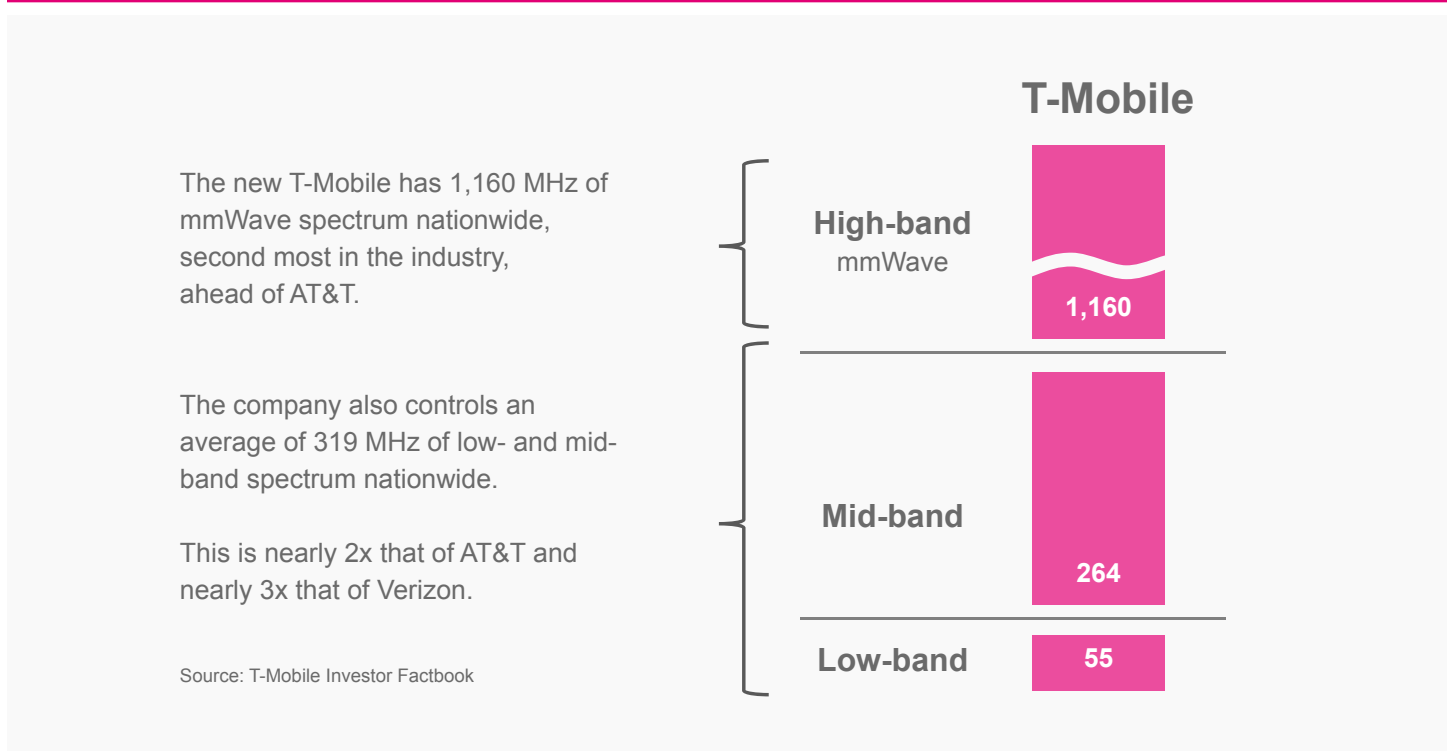 The new T-Mobile has 1,160 MHz of
mmWave spectrum nationwide,
second most in the industry,
ahead of AT&T.
The company also controls an
average of 319 MHz of low- and mid-
band spectrum nationwide.
This is nearly 2x that of AT&T and
nearly 3x that of Verizon.
Source: T-Mobile Investor Factbook
T-Mobile
High-band
mmWave
1,160
Mid-band
264
Low-band
55